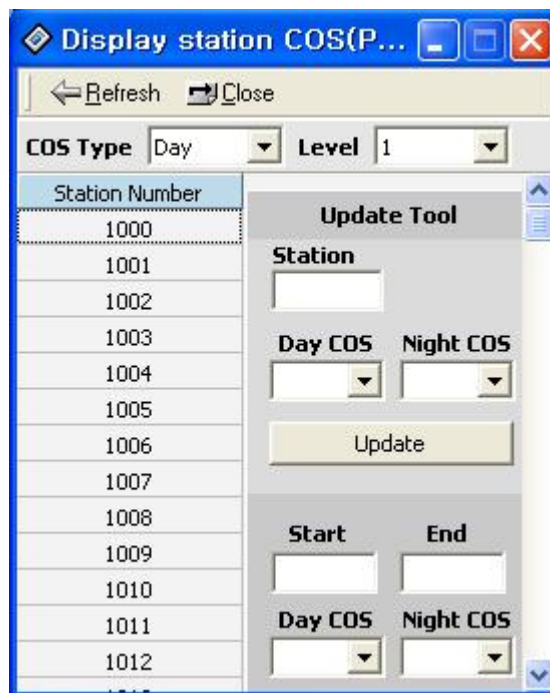 Display station COS(P...
Refresh Close
COS Type Day Level 1
Station Number
1000
1001
1002
1003
1004
1005
1006
1007
1008
1009
1010
1011
1012
Update Tool
Station
Day COS Night COS
Update
Start End
Day COS Night COS